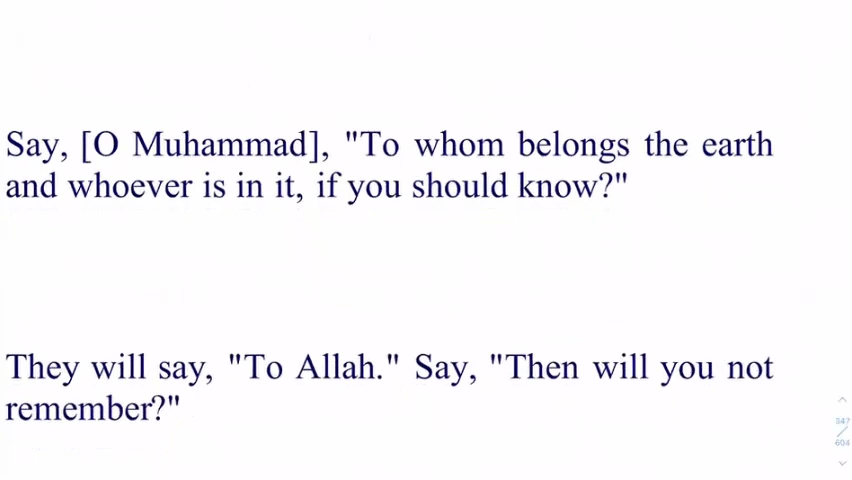 Say, [O Muhammad], "To whom belongs the earth
and whoever is in it, if you should know?"
They will say, "To Allah." Say, "Then will you not
remember?"
347
604